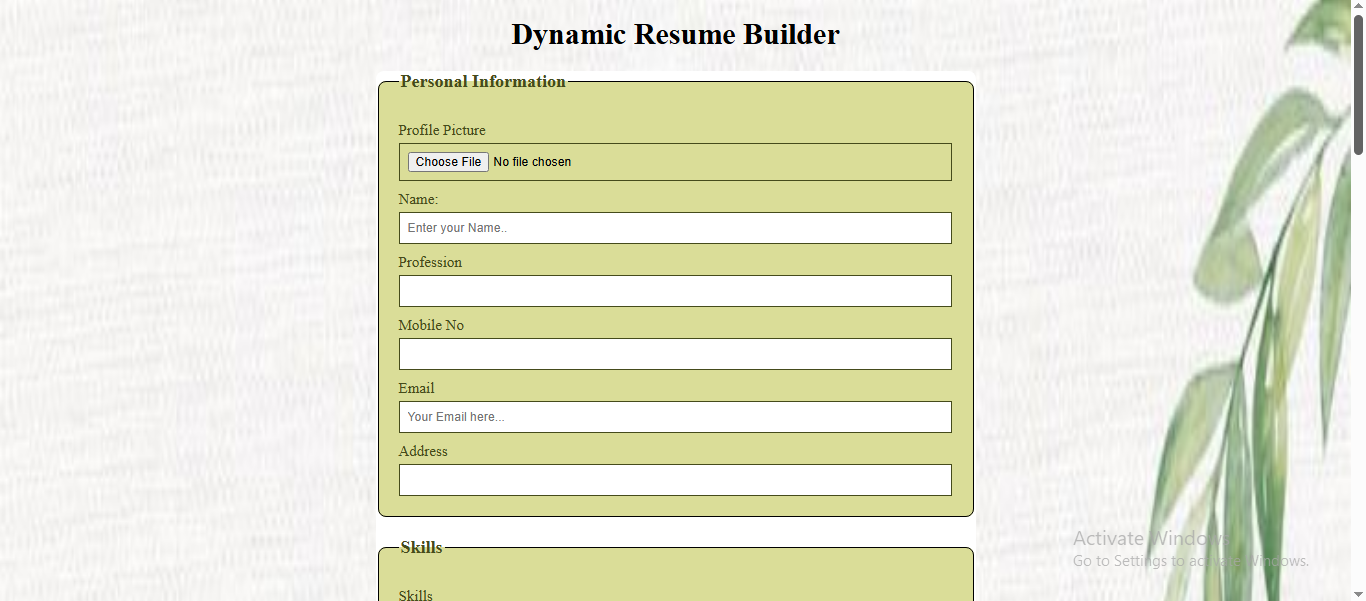 Dynamic Resume Builder
Personal Information
Profile Picture
Choose File No file chosen
Name:
Enter your Name..
Profession
Mobile No
Email
Your Email here...
Address
Skills
Skills
Activate Windows
Go to Settings to activate Windows.